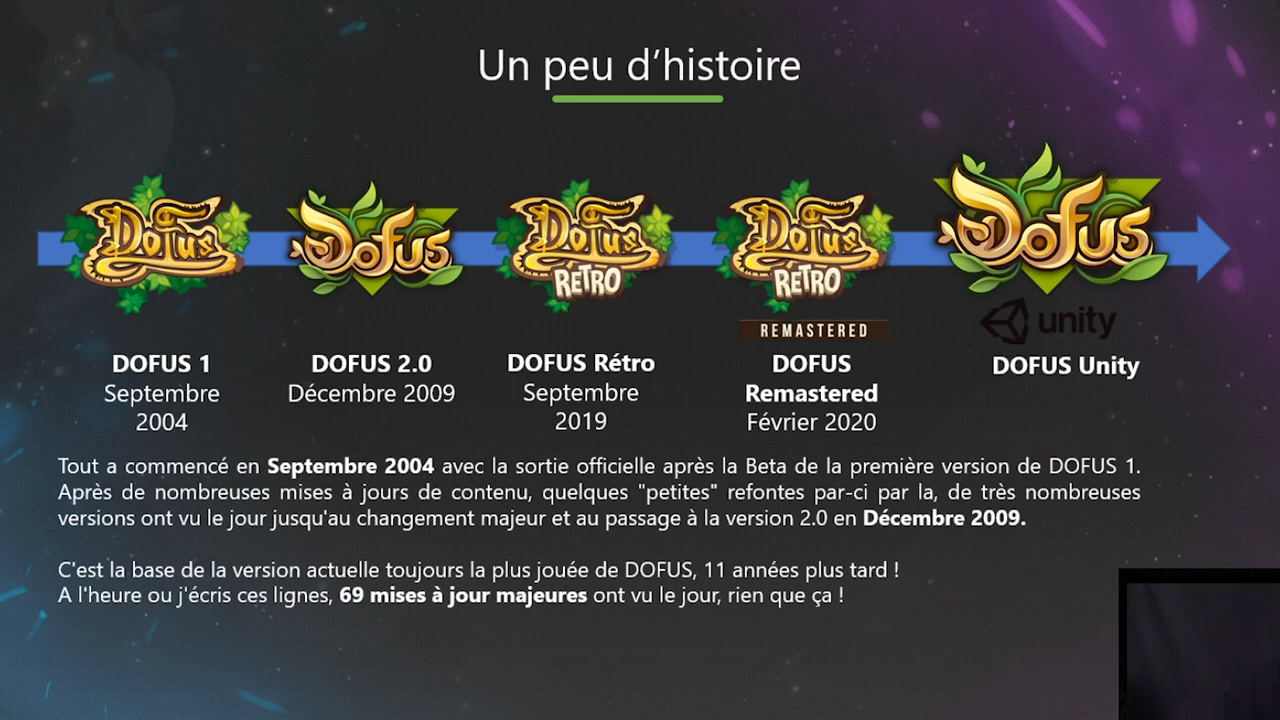 Un peu d’histoire
Dofus
Dofus
Dofus
RETRO
Dofus
RETRO
REMASTERED
Dofus
unity
DOFUS 1
Septembre
2004
DOFUS 2.0
Décembre 2009
DOFUS Rétro
Septembre
2019
DOFUS
Remastered
Février 2020
DOFUS Unity
Tout a commencé en Septembre 2004 avec la sortie officielle après la Beta de la première version de DOFUS 1.
Après de nombreuses mises à jours de contenu, quelques "petites" refontes par-ci par la, de très nombreuses
versions ont vu le jour jusqu'au changement majeur et au passage à la version 2.0 en Décembre 2009.
C'est la base de la version actuelle toujours la plus jouée de DOFUS, 11 années plus tard !
A l'heure ou j'écris ces lignes, 69 mises à jour majeures ont vu le jour, rien que ça !